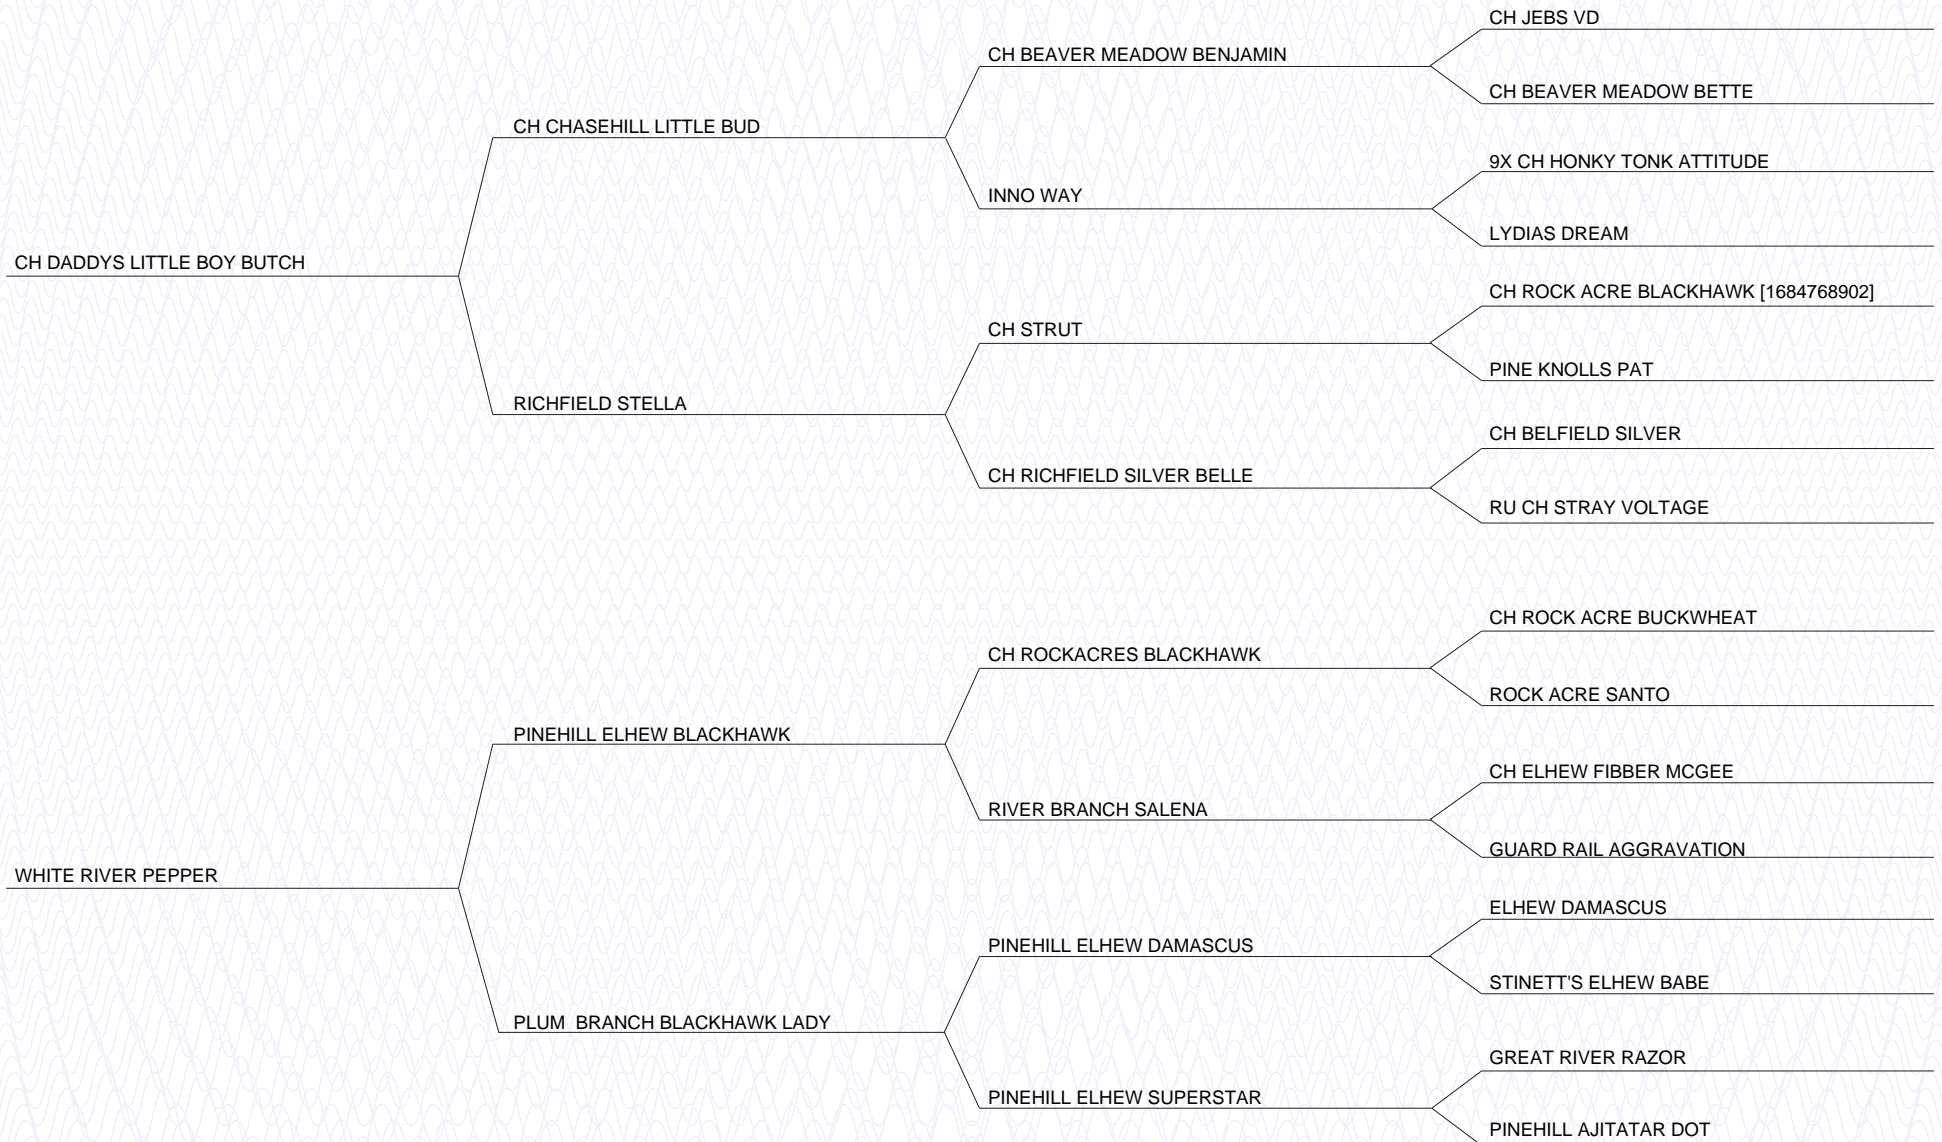 CH JEBS VD
CH BEAVER MEADOW BENJAMIN
CH BEAVER MEADOW BETTE
CH CHASEHILL LITTLE BUD
9X CH HONKY TONK ATTITUDE
INNO WAY
LYDIAS DREAM
CH DADDYS LITTLE BOY BUTCH
CH ROCK ACRE BLACKHAWK [1684768902]
CH STRUT
PINE KNOLLS PAT
RICHFIELD STELLA
CH BELFIELD SILVER
CH RICHFIELD SILVER BELLE
RU CH STRAY VOLTAGE
CH ROCK ACRE BUCKWHEAT
CH ROCKACRES BLACKHAWK
ROCK ACRE SANTO
PINEHILL ELHEW BLACKHAWK
CH ELHEW FIBBER MCGEE
RIVER BRANCH SALENA
GUARD RAIL AGGRAVATION
WHITE RIVER PEPPER
ELHEW DAMASCUS
PINEHILL ELHEW DAMASCUS
STINETT'S ELHEW BABE
PLUM  BRANCH BLACKHAWK LADY
GREAT RIVER RAZOR
PINEHILL ELHEW SUPERSTAR
PINEHILL AJITATAR DOT